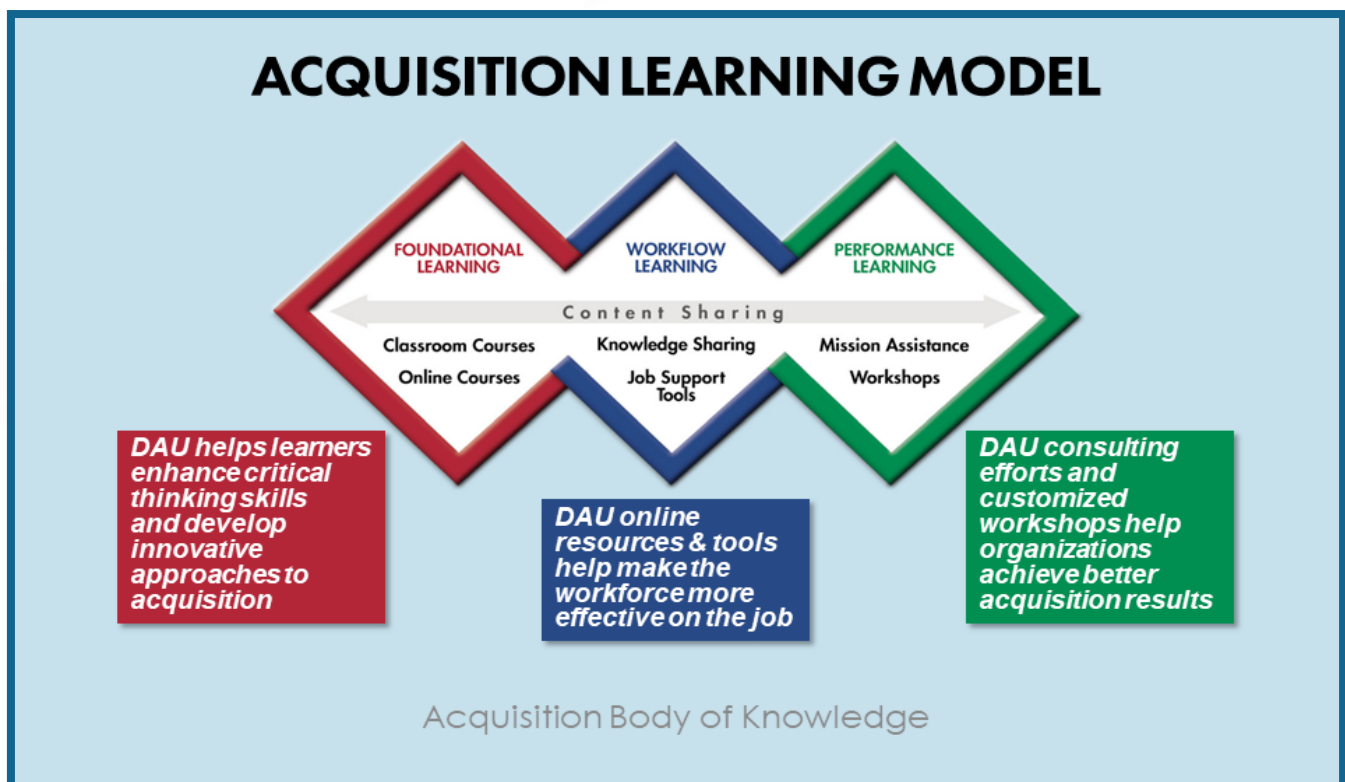 ACQUISITION LEARNING MODEL
FOUNDATIONAL
LEARNING
WORKFLOW
LEARNING
PERFORMANCE
LEARNING
Content Sharing
Classroom Courses
Online Courses
Knowledge Sharing
Job Support
Tools
Mission Assistance
Workshops
DAU helps learners
enhance critical
thinking skills
and develop
innovative
approaches to
acquisition
DAU online
resources & tools
help make the
workforce more
effective on the job
DAU consulting
efforts and
customized
workshops help
organizations
achieve better
acquisition results
Acquisition Body of Knowledge